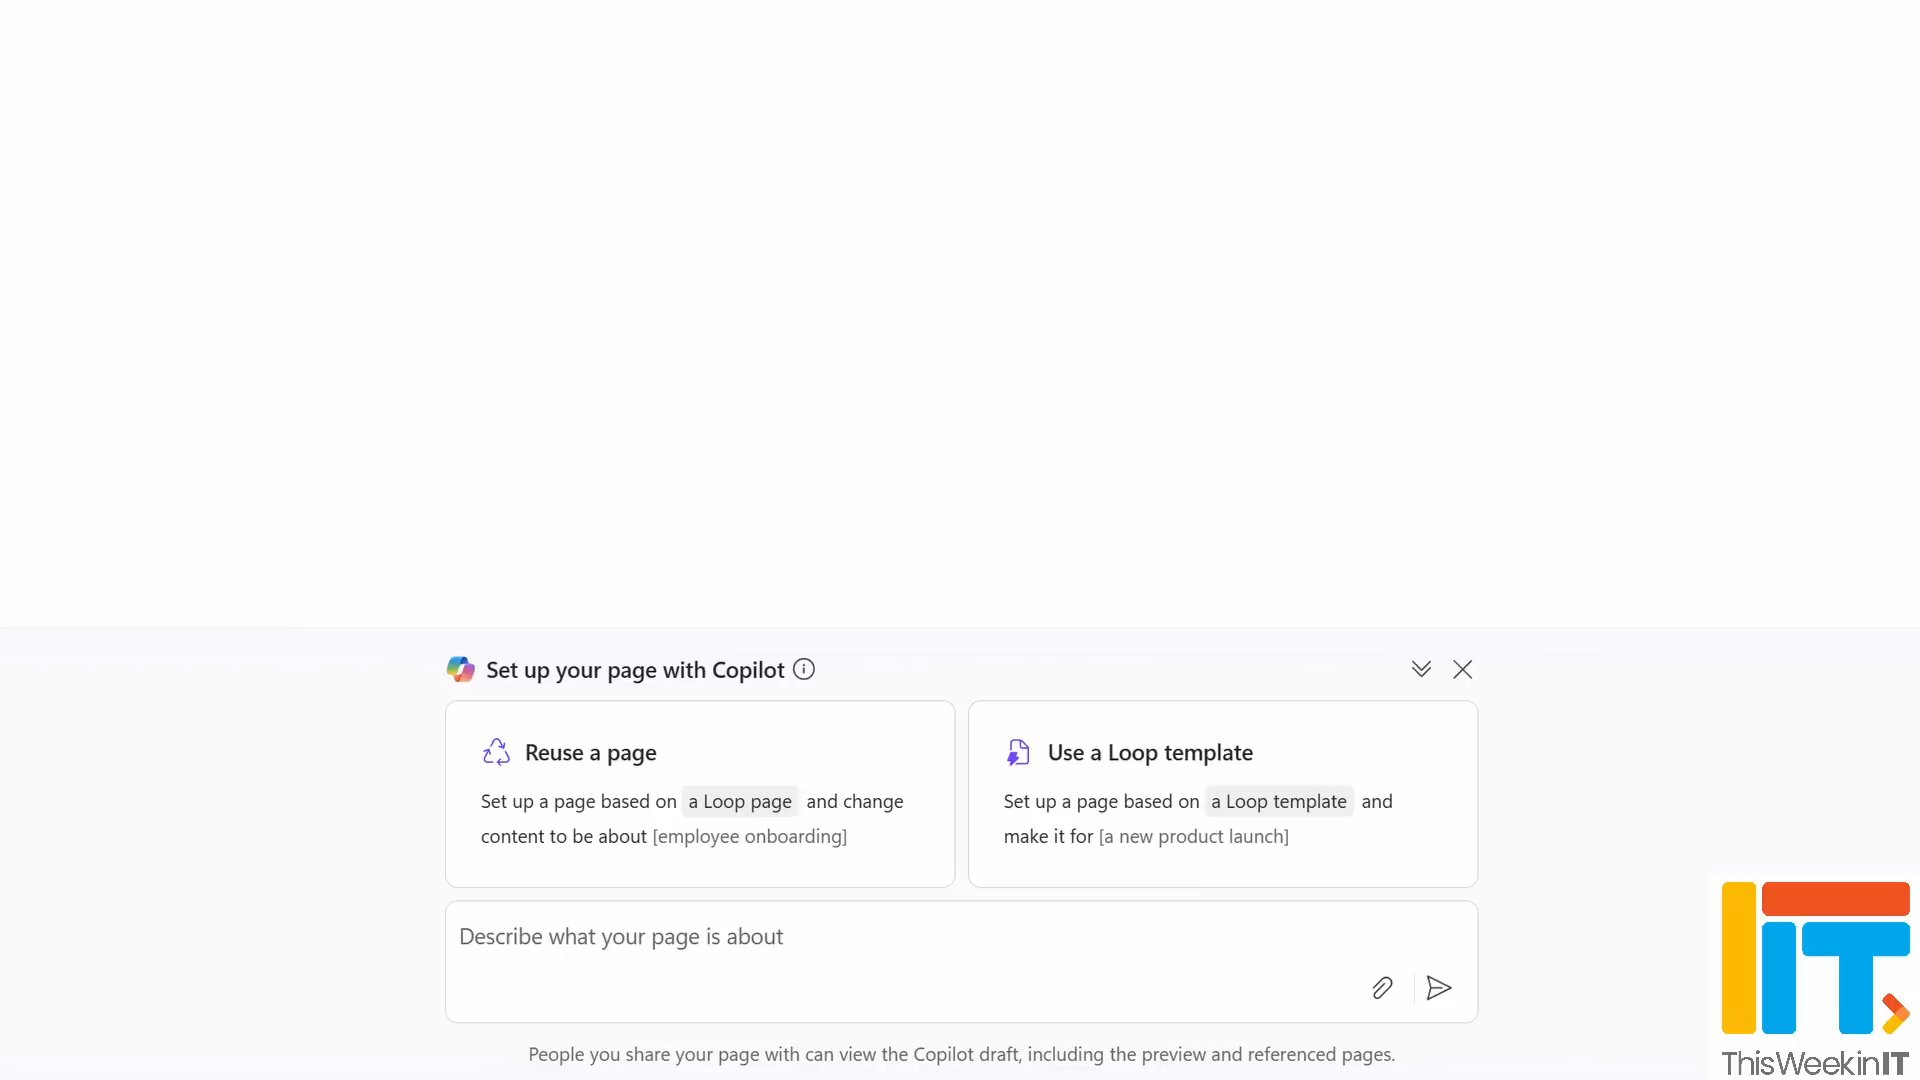 Set up your page with Copilot
Reuse a page
Set up a page based on a Loop page and change
content to be about [employee onboarding]
Use a Loop template
Set up a page based on a Loop template and
make it for [a new product launch]
Describe what your page is about
People you share your page with can view the Copilot draft, including the preview and referenced pages.
IT
ThisWeekinIT